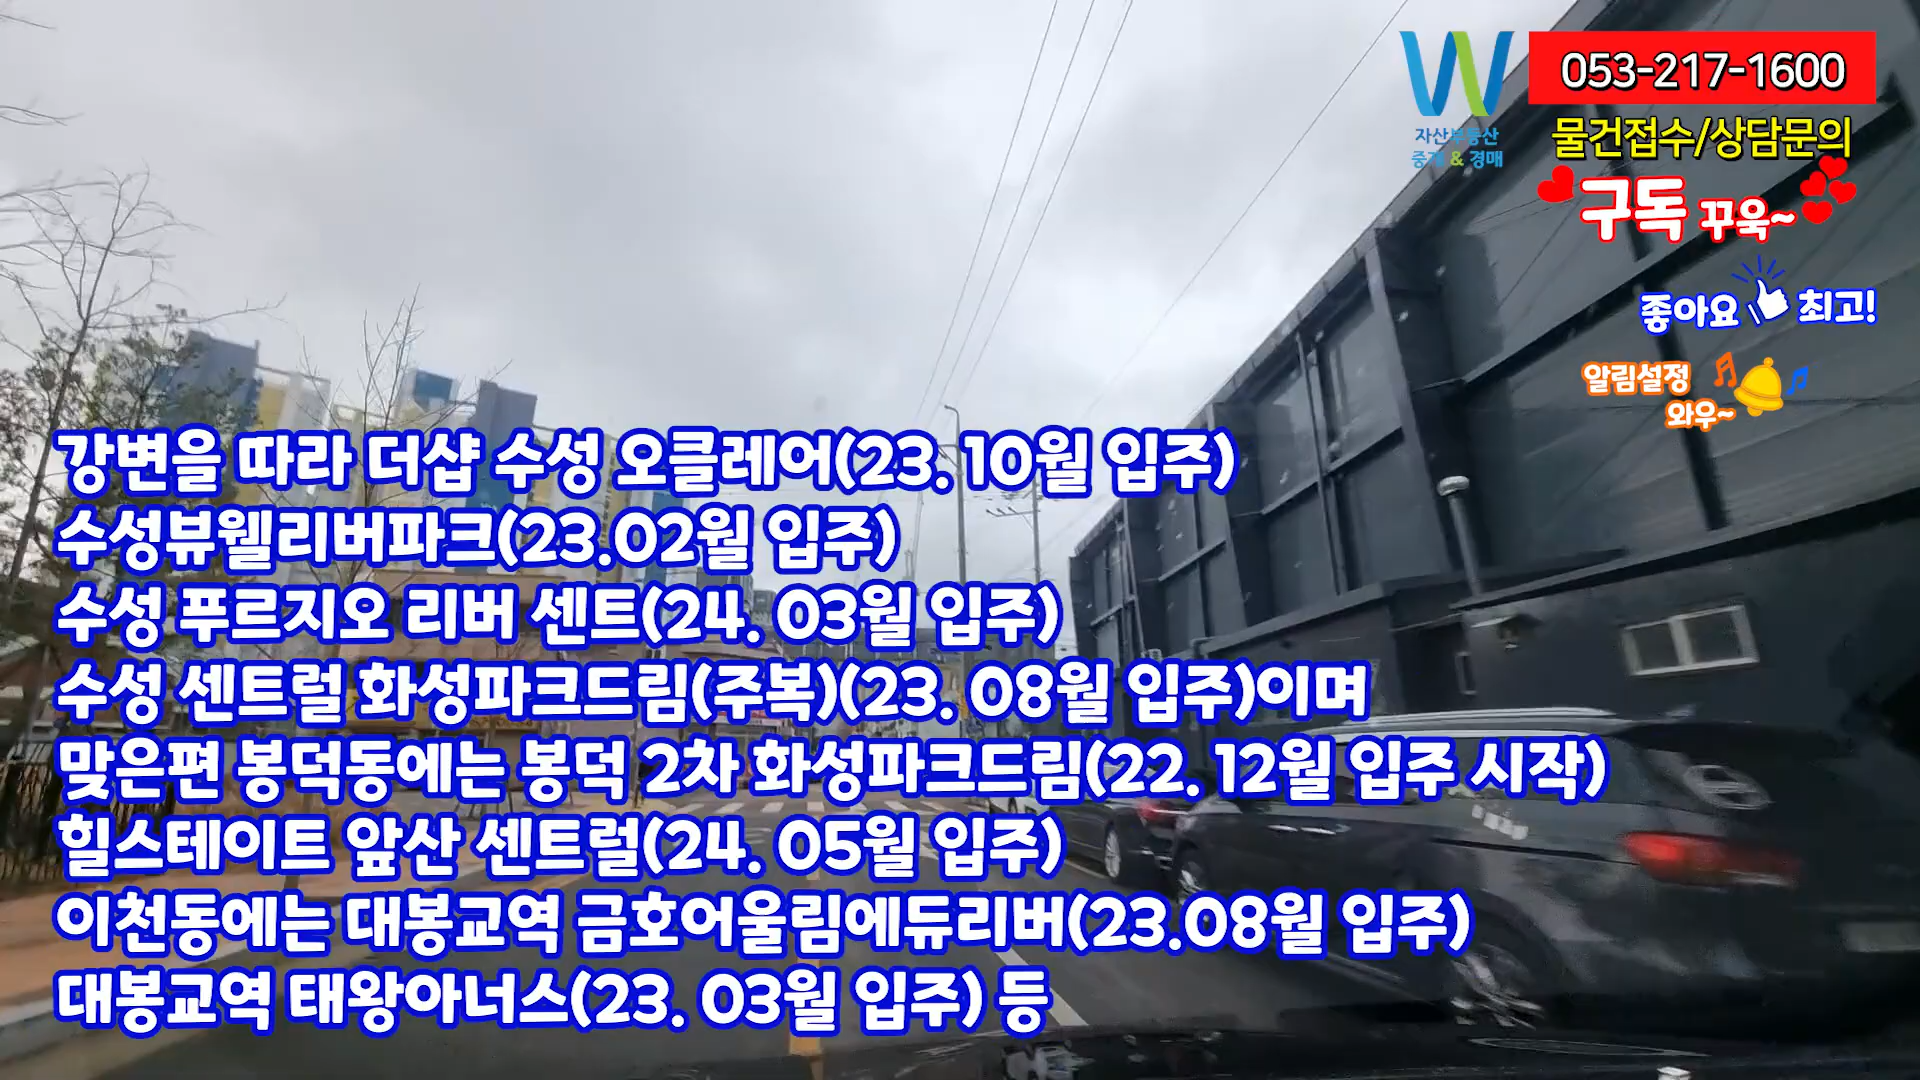 053-217-1600
자산부동산
중개 & 경매
물건접수/상담문의
구독 꾸욱~
좋아요 최고!
알림설정
와우~
강변을 따라 더샵 수성 오클레어(23. 10월 입주)
수성뷰웰리버파크(23.02월 입주)
수성 푸르지오 리버 센트(24. 03월 입주)
수성 센트럴 화성파크드림(주복)(23. 08월 입주)이며
맞은편 봉덕동에는 봉덕 2차 화성파크드림(22. 12월 입주 시작)
힐스테이트 앞산 센트럴(24. 05월 입주)
이천동에는 대봉교역 금호어울림에듀리버(23.08월 입주)
대봉교역 태왕아너스(23. 03월 입주) 등